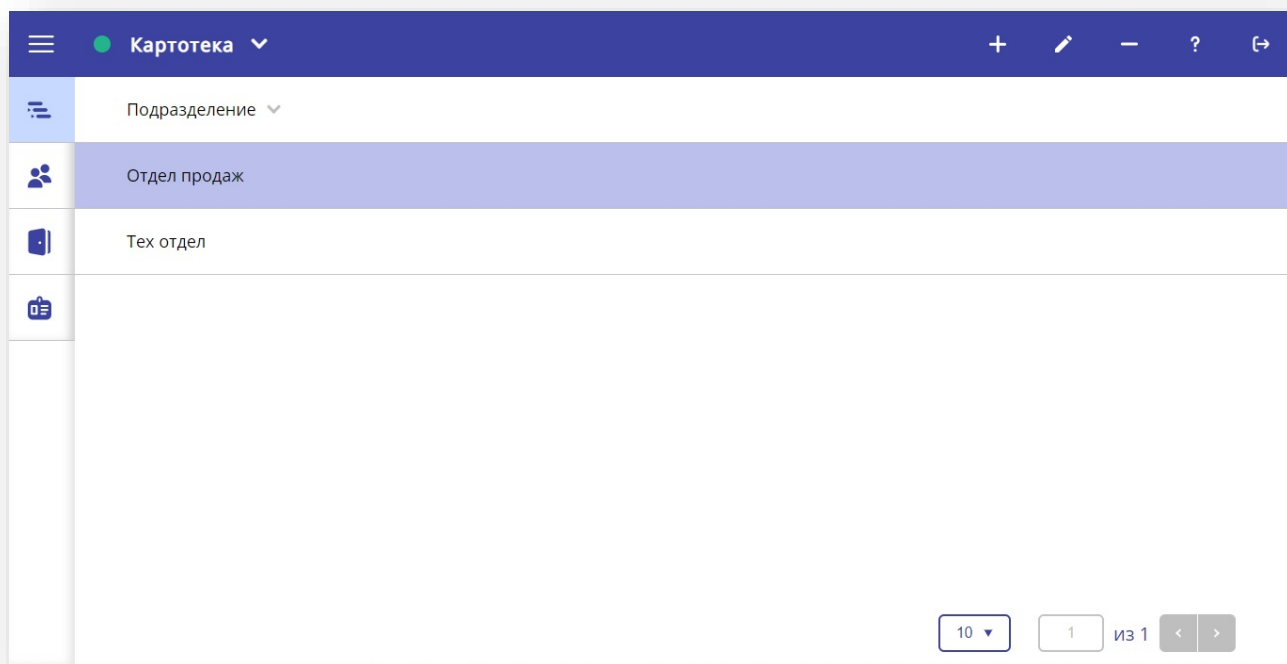 Картотека
?
Подразделение
Отдел продаж
Тех отдел
10 1 из 1